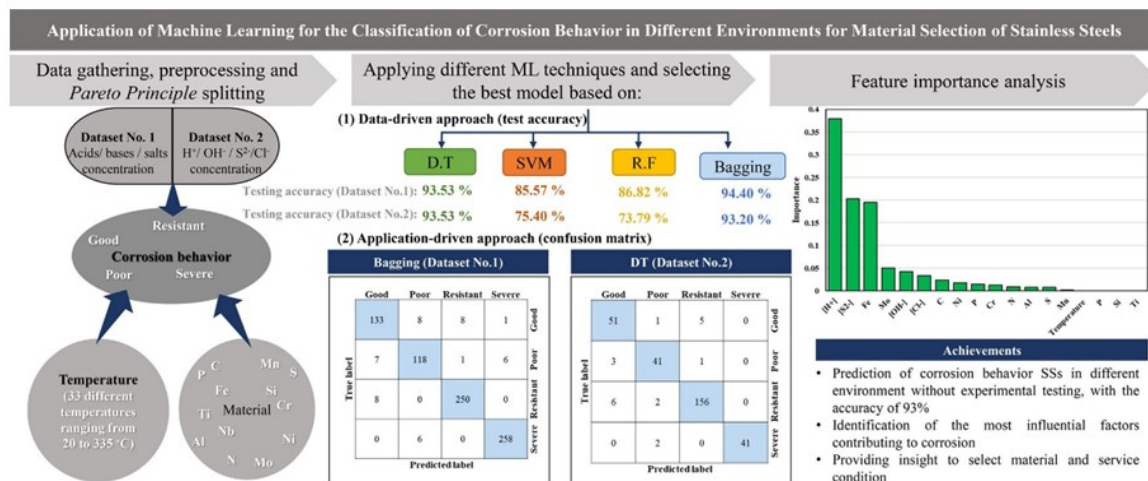 Application of Machine Learning for the Classification of Corrosion Behavior in Different Environments for Material Selection of Stainless Steels
Data gathering, preprocessing and
Pareto Principle splitting
Dataset No. 1
Acids/ bases / salts
concentration
Dataset No. 2
H⁺/ OH⁻ / S²⁻/Cl⁻
concentration
Resistant
Good
Corrosion behavior
Poor
Severe
Temperature
(33 different
temperatures
ranging from
20 to 335 °C)
P
C
Mn
S
Fe
Si
Ti
Material
Cr
Nb
Al
Ni
N
Mo
Applying different ML techniques and selecting
the best model based on:
(1) Data-driven approach (test accuracy)
D.T
SVM
R.F
Bagging
Testing accuracy (Dataset No.1): 93.53 % 85.57 % 86.82 % 94.40 %
Testing accuracy (Dataset No.2): 93.53 % 75.40 % 73.79 % 93.20 %
(2) Application-driven approach (confusion matrix)
Bagging (Dataset No.1)
Good Poor Resistant Severe
133 8 8 1 Good
7 118 1 6 Poor
8 0 250 0 Resistant
0 6 0 258 Severe
True label
Predicted label
DT (Dataset No.2)
Good Poor Resistant Severe
51 1 5 0 Good
3 41 1 0 Poor
6 2 156 0 Resistant
0 2 0 41 Severe
True label
Predicted label
Feature importance analysis
0.4
0.35
0.3
0.25
0.2
0.15
0.1
0.05
0
Importance
[H+] [S2-] Fe Mo [OH-] [Cl-] C Ni P Cr N Al S Mn Temperature P Si Ti
Achievements
• Prediction of corrosion behavior SSs in different
environment without experimental testing, with the
accuracy of 93%
• Identification of the most influential factors
contributing to corrosion
• Providing insight to select material and service
condition